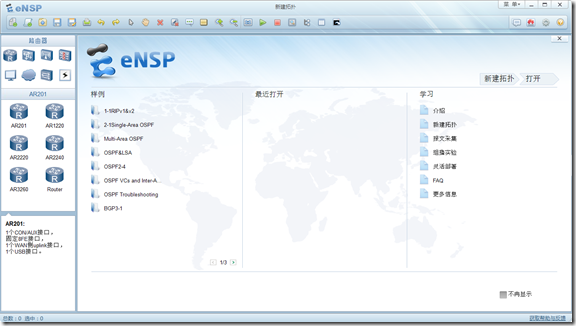 eNSP
新建拓扑
菜 单
路由器
AR201
AR201
AR1220
AR2220
AR2240
AR3260
Router
AR201:
1个CON/AUX接口，
固定8FE接口，
1个WAN侧uplink接口，
1个USB接口。
eNSP
新建拓扑
打开
样例
1-1RIPv1&v2
2-1Single-Area OSPF
Multi-Area OSPF
OSPF&LSA
OSPF2-4
OSPF VCs and Inter-A...
OSPF Troubleshooting
BGP3-1
1/3
最近打开
学习
介绍
新建拓扑
报文采集
组播实验
灵活部署
FAQ
更多信息
不再显示
总数：0 选中：0
获取帮助与反馈